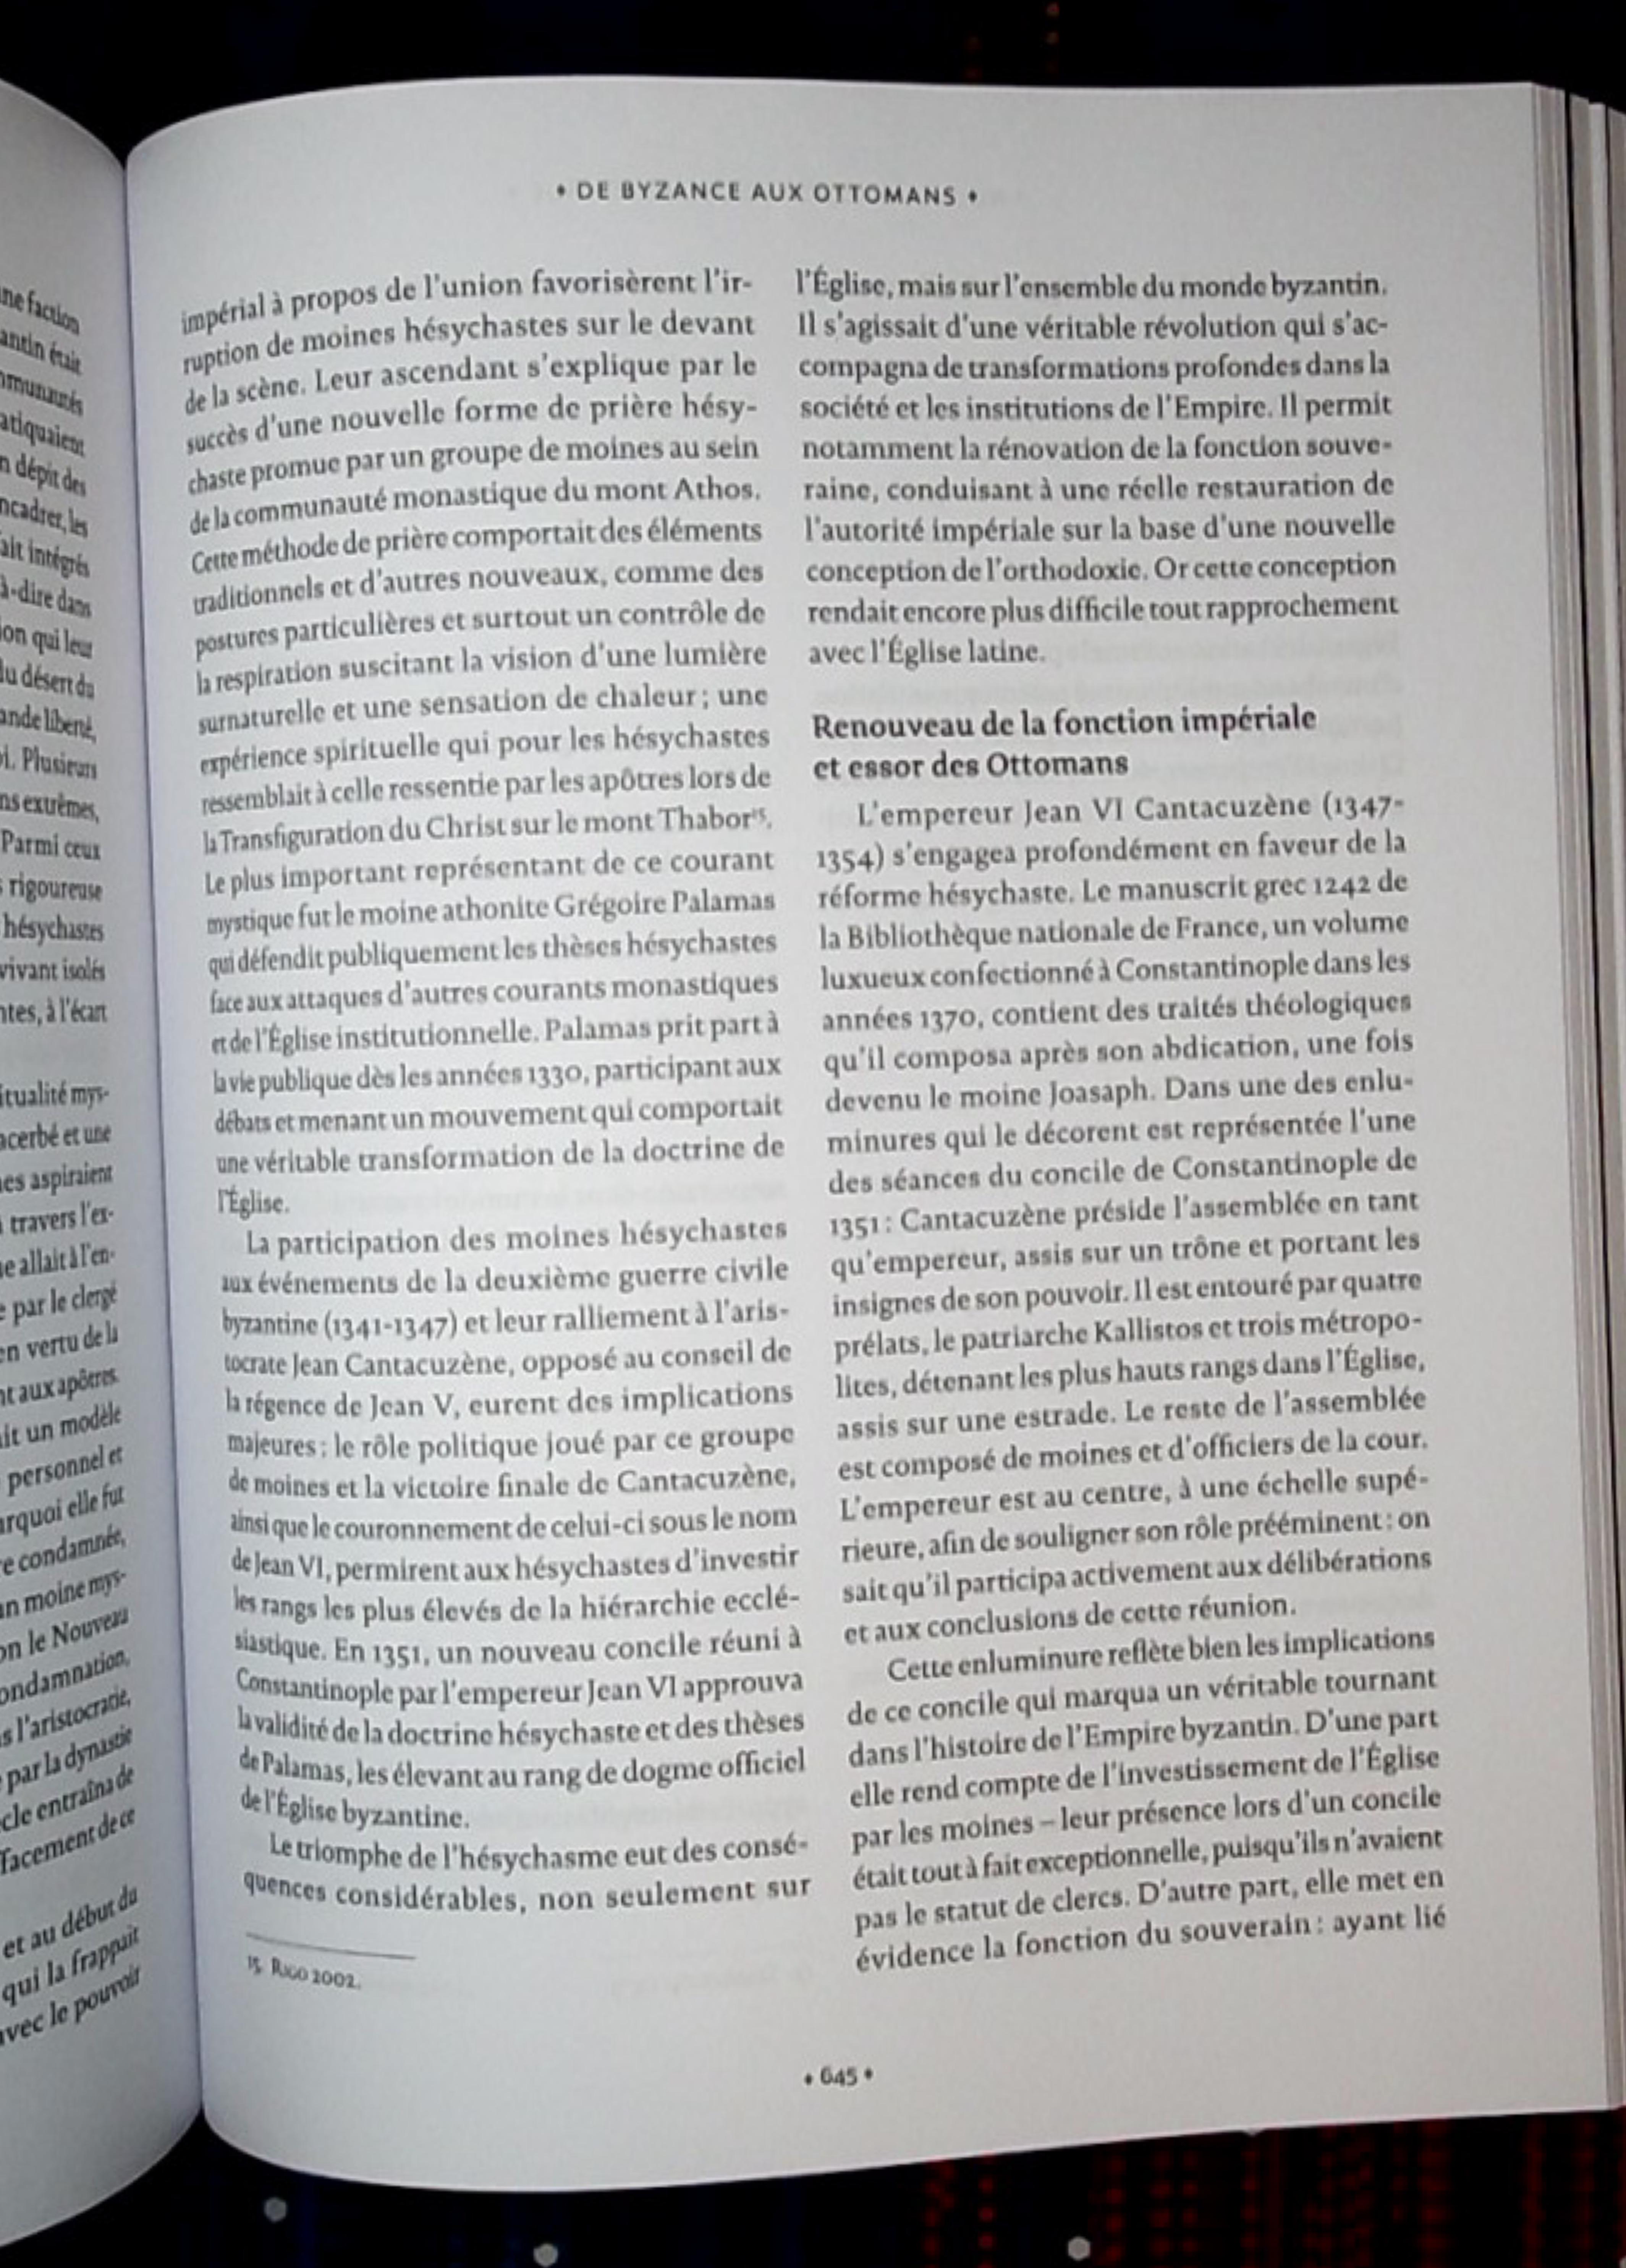 ne faction
antin était
mmunautés
atiquaient
n dépit des
ncadrer, les
ait intégrés
à-dire dans
ion qui leur
du désert du
ande liberté,
oi. Plusieurs
ns extrêmes,
Parmi ceux
s rigoureuse
hésychastes
vivant isolés
ntes, à l'écart
itualité mys-
acerbé et une
nes aspiraient
à travers l'ex-
ne allait à l'en-
e par le clergé
en vertu de la
nt aux apôtres.
ait un modèle
personnel et
urquoi elle fut
re condamnée,
un moine mys-
on le Nouveau
ondamnation,
s l'aristocratie,
par la dynastie
cle entraîna de
ffacement de ce
et au début du
qui la frappait
avec le pouvoir
• DE BYZANCE AUX OTTOMANS •
impérial à propos de l'union favorisèrent l'ir-
ruption de moines hésychastes sur le devant
de la scène. Leur ascendant s'explique par le
succès d'une nouvelle forme de prière hésy-
chaste promue par un groupe de moines au sein
de la communauté monastique du mont Athos.
Cette méthode de prière comportait des éléments
traditionnels et d'autres nouveaux, comme des
postures particulières et surtout un contrôle de
la respiration suscitant la vision d'une lumière
surnaturelle et une sensation de chaleur ; une
expérience spirituelle qui pour les hésychastes
ressemblait à celle ressentie par les apôtres lors de
la Transfiguration du Christ sur le mont Thabor¹⁵.
Le plus important représentant de ce courant
mystique fut le moine athonite Grégoire Palamas
qui défendit publiquement les thèses hésychastes
face aux attaques d'autres courants monastiques
et de l'Église institutionnelle. Palamas prit part à
la vie publique dès les années 1330, participant aux
débats et menant un mouvement qui comportait
une véritable transformation de la doctrine de
l'Église.
La participation des moines hésychastes
aux événements de la deuxième guerre civile
byzantine (1341-1347) et leur ralliement à l'aris-
tocrate Jean Cantacuzène, opposé au conseil de
la régence de Jean V, eurent des implications
majeures : le rôle politique joué par ce groupe
de moines et la victoire finale de Cantacuzène,
ainsi que le couronnement de celui-ci sous le nom
de Jean VI, permirent aux hésychastes d'investir
les rangs les plus élevés de la hiérarchie ecclé-
siastique. En 1351, un nouveau concile réuni à
Constantinople par l'empereur Jean VI approuva
la validité de la doctrine hésychaste et des thèses
de Palamas, les élevant au rang de dogme officiel
de l'Église byzantine.
Le triomphe de l'hésychasme eut des consé-
quences considérables, non seulement sur
15. Rigo 2002.
l'Église, mais sur l'ensemble du monde byzantin.
Il s'agissait d'une véritable révolution qui s'ac-
compagna de transformations profondes dans la
société et les institutions de l'Empire. Il permit
notamment la rénovation de la fonction souve-
raine, conduisant à une réelle restauration de
l'autorité impériale sur la base d'une nouvelle
conception de l'orthodoxie. Or cette conception
rendait encore plus difficile tout rapprochement
avec l'Église latine.
Renouveau de la fonction impériale
et essor des Ottomans
L'empereur Jean VI Cantacuzène (1347-
1354) s'engagea profondément en faveur de la
réforme hésychaste. Le manuscrit grec 1242 de
la Bibliothèque nationale de France, un volume
luxueux confectionné à Constantinople dans les
années 1370, contient des traités théologiques
qu'il composa après son abdication, une fois
devenu le moine Joasaph. Dans une des enlu-
minures qui le décorent est représentée l'une
des séances du concile de Constantinople de
1351 : Cantacuzène préside l'assemblée en tant
qu'empereur, assis sur un trône et portant les
insignes de son pouvoir. Il est entouré par quatre
prélats, le patriarche Kallistos et trois métropo-
lites, détenant les plus hauts rangs dans l'Église,
assis sur une estrade. Le reste de l'assemblée
est composé de moines et d'officiers de la cour.
L'empereur est au centre, à une échelle supé-
rieure, afin de souligner son rôle prééminent : on
sait qu'il participa activement aux délibérations
et aux conclusions de cette réunion.
Cette enluminure reflète bien les implications
de ce concile qui marqua un véritable tournant
dans l'histoire de l'Empire byzantin. D'une part
elle rend compte de l'investissement de l'Église
par les moines – leur présence lors d'un concile
était tout à fait exceptionnelle, puisqu'ils n'avaient
pas le statut de clercs. D'autre part, elle met en
évidence la fonction du souverain : ayant lié
• 645 •